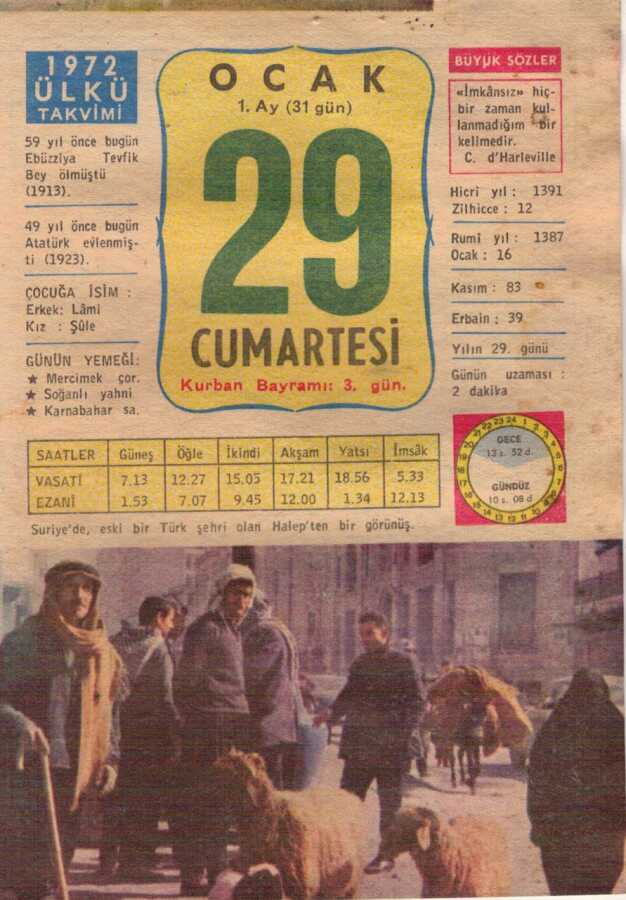 1972
ÜLKÜ
TAKVİMİ
59 yıl önce bugün
Ebüzziya Tevfik
Bey ölmüştü
(1913).
49 yıl önce bugün
Atatürk evlenmiş-
ti (1923).
ÇOCUĞA İSİM :
Erkek: Lâmi
Kız : Şûle
GÜNÜN YEMEĞİ:
★ Mercimek çor.
★ Soğanlı yahni
★ Karnabahar sa.
OCAK
1. Ay (31 gün)
29
CUMARTESİ
Kurban Bayramı: 3. gün.
BÜYÜK SÖZLER
«İmkânsız» hiç-
bir zaman kul-
lanmadığım bir
kelimedir.
C. d'Harleville
Hicri yıl : 1391
Zilhicce : 12
Rumî yıl : 1387
Ocak : 16
Kasım : 83
Erbain : 39
Yılın 29. günü
Günün uzaması :
2 dakika
SAATLER Güneş Öğle İkindi Akşam Yatsı İmsâk
VASATİ 7.13 12.27 15.05 17.21 18.56 5.33
EZANİ 1.53 7.07 9.45 12.00 1.34 12.13
GECE
13 s. 52 d.
GÜNDÜZ
10 s. 08 d
Suriye'de, eski bir Türk şehri olan Halep'ten bir görünüş.